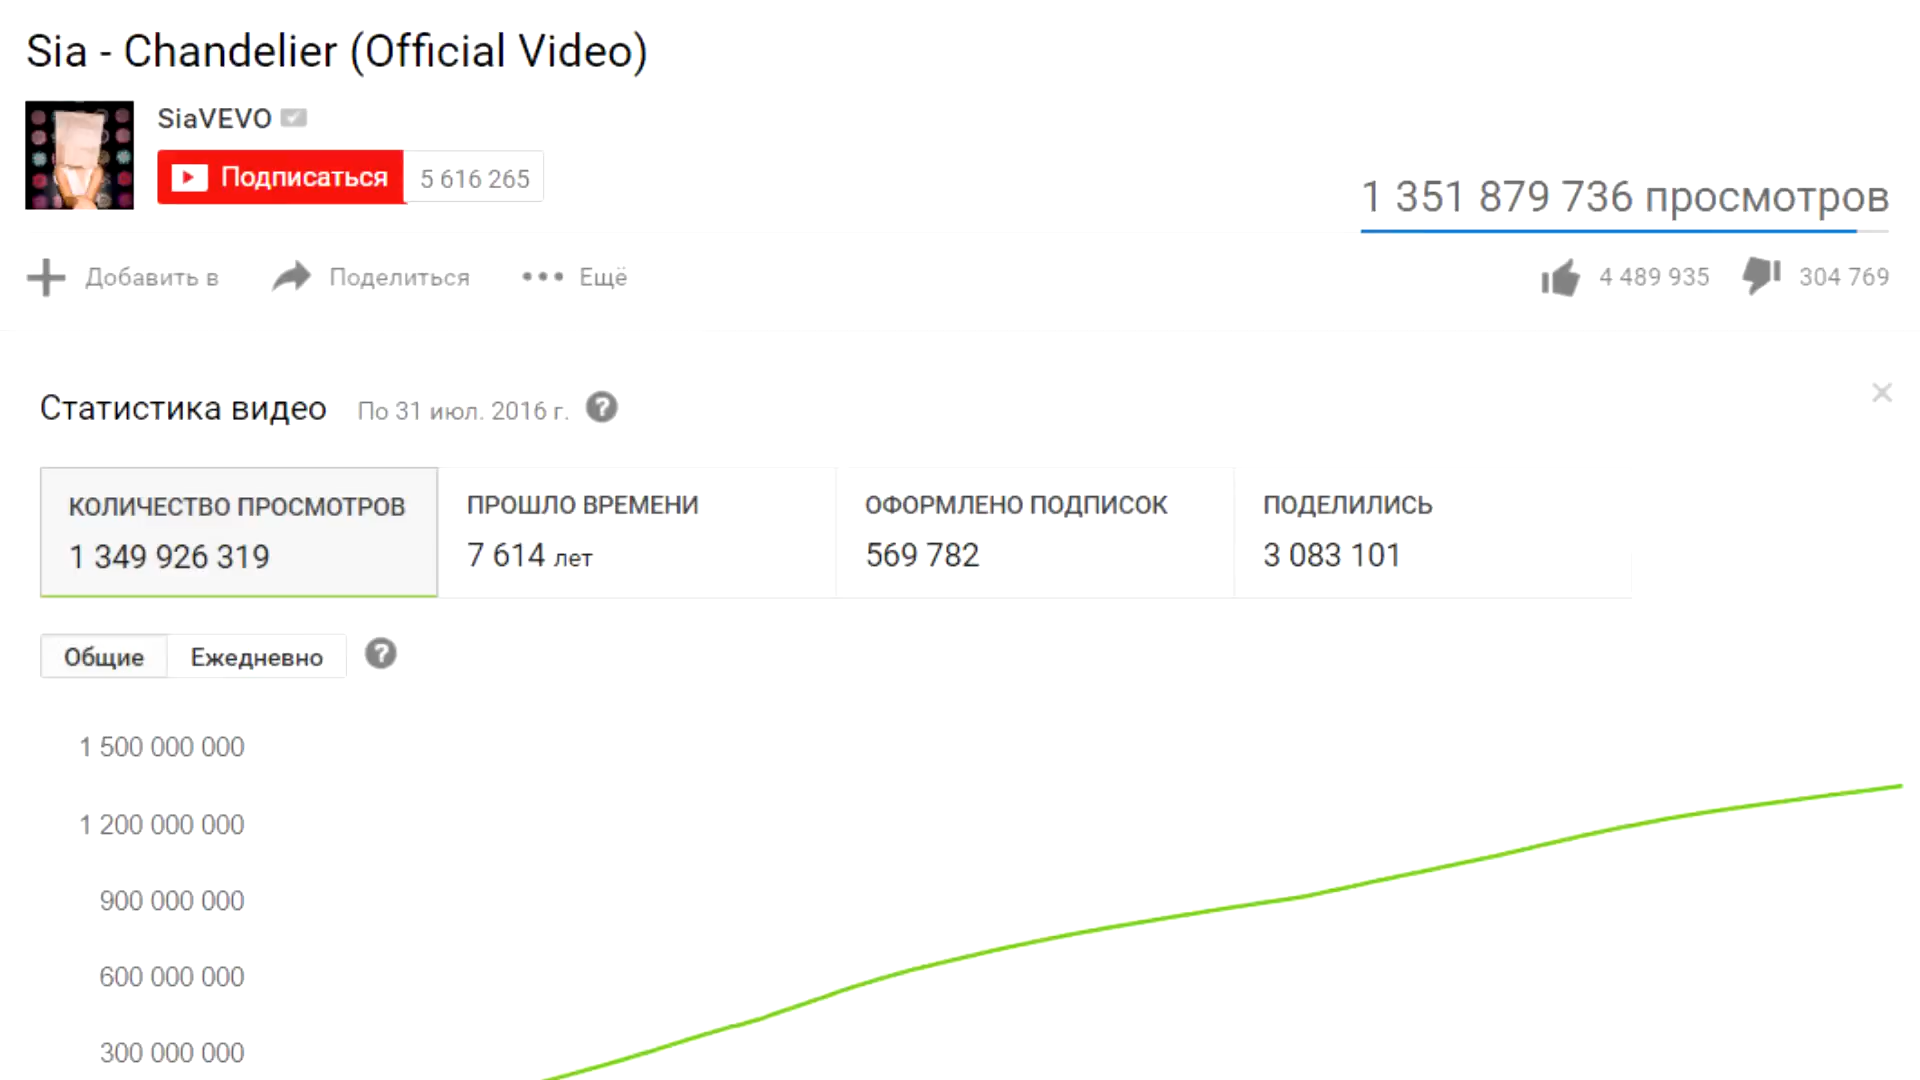 Sia - Chandelier (Official Video)
SiaVEVO
Подписаться 5 616 265
1 351 879 736 просмотров
Добавить в Поделиться Ещё 4 489 935 304 769
Статистика видео По 31 июл. 2016 г. ?
КОЛИЧЕСТВО ПРОСМОТРОВ ПРОШЛО ВРЕМЕНИ ОФОРМЛЕНО ПОДПИСОК ПОДЕЛИЛИСЬ
1 349 926 319 7 614 лет 569 782 3 083 101
Общие Ежедневно ?
1 500 000 000
1 200 000 000
900 000 000
600 000 000
300 000 000